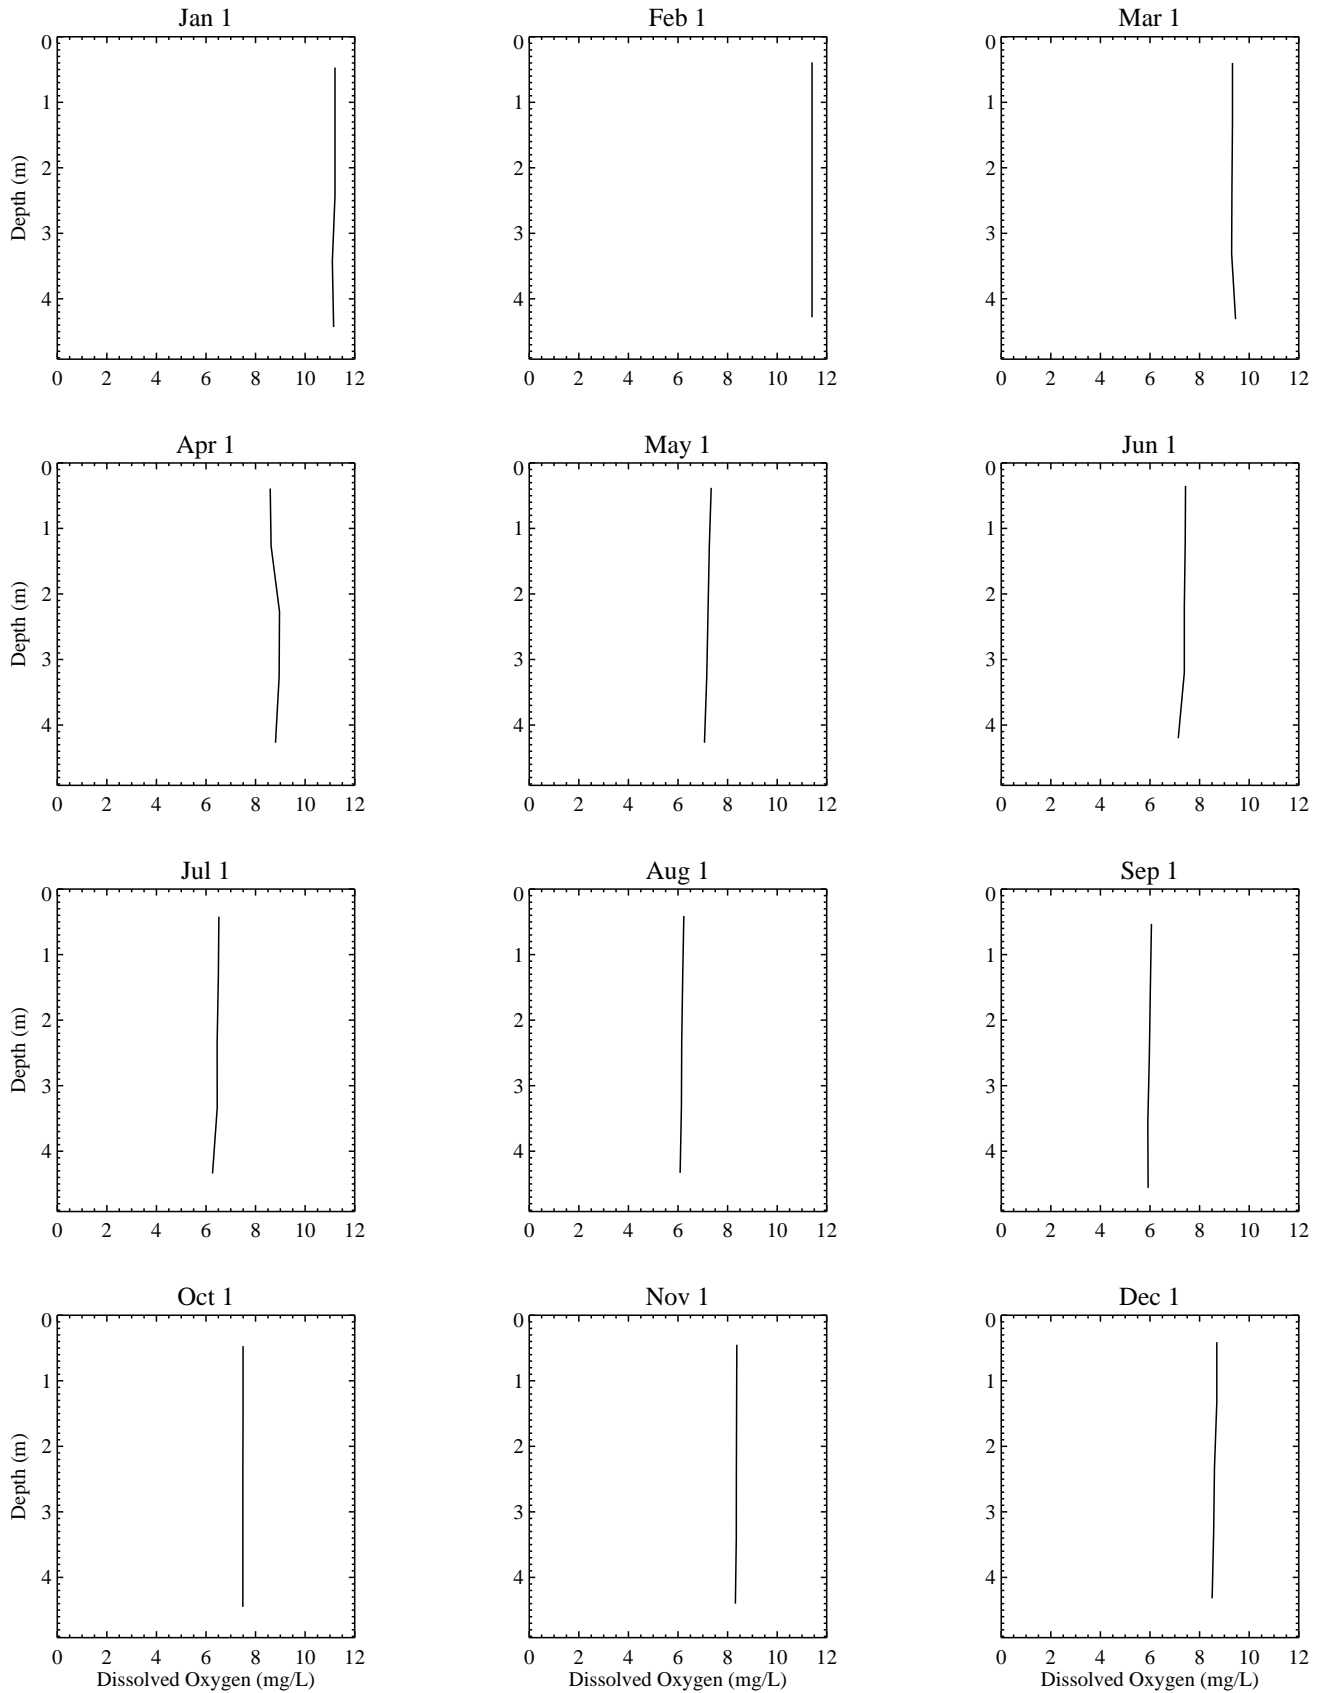 Jan 1 Feb 1 Mar 1
0 0 0
1 1 1
2 2 2
Depth (m)
3 3 3
4 4 4
0 2 4 6 8 10 12 0 2 4 6 8 10 12 0 2 4 6 8 10 12
Apr 1 May 1 Jun 1
0 0 0
1 1 1
2 2 2
Depth (m)
3 3 3
4 4 4
0 2 4 6 8 10 12 0 2 4 6 8 10 12 0 2 4 6 8 10 12
Jul 1 Aug 1 Sep 1
0 0 0
1 1 1
2 2 2
Depth (m)
3 3 3
4 4 4
0 2 4 6 8 10 12 0 2 4 6 8 10 12 0 2 4 6 8 10 12
Oct 1 Nov 1 Dec 1
0 0 0
1 1 1
2 2 2
Depth (m)
3 3 3
4 4 4
0 2 4 6 8 10 12 0 2 4 6 8 10 12 0 2 4 6 8 10 12
Dissolved Oxygen (mg/L) Dissolved Oxygen (mg/L) Dissolved Oxygen (mg/L)